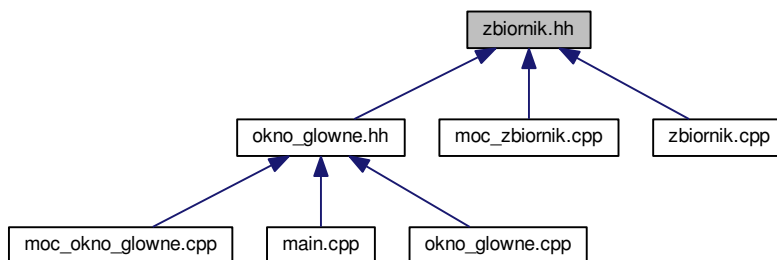 zbiornik.hh
okno_glowne.hh
moc_zbiornik.cpp
zbiornik.cpp
moc_okno_glowne.cpp
main.cpp
okno_glowne.cpp